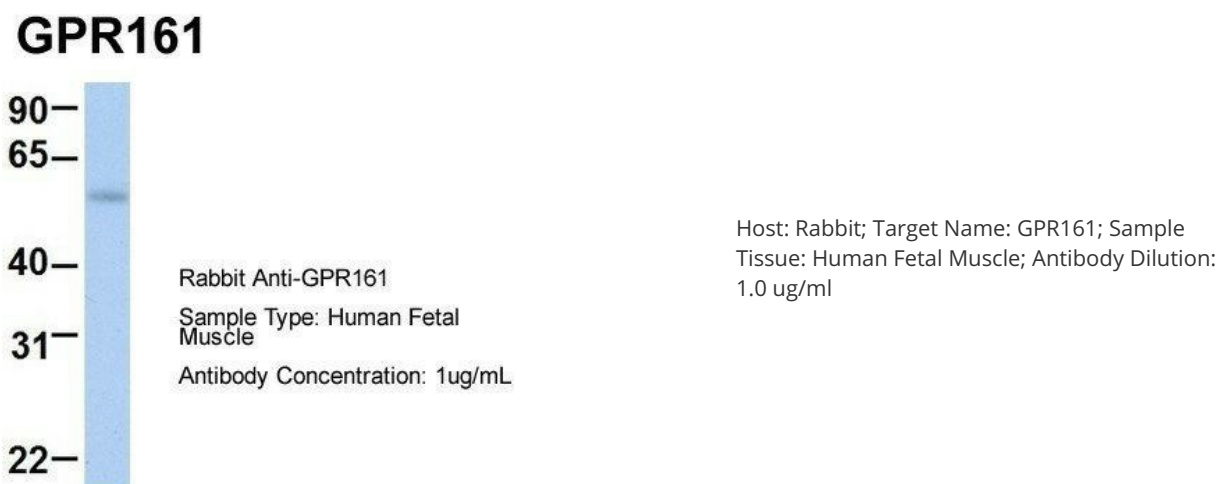 GPR161
90
65
40
31
22
Rabbit Anti-GPR161
Sample Type: Human Fetal
Muscle
Antibody Concentration: 1ug/mL
Host: Rabbit; Target Name: GPR161; Sample
Tissue: Human Fetal Muscle; Antibody Dilution:
1.0 ug/ml